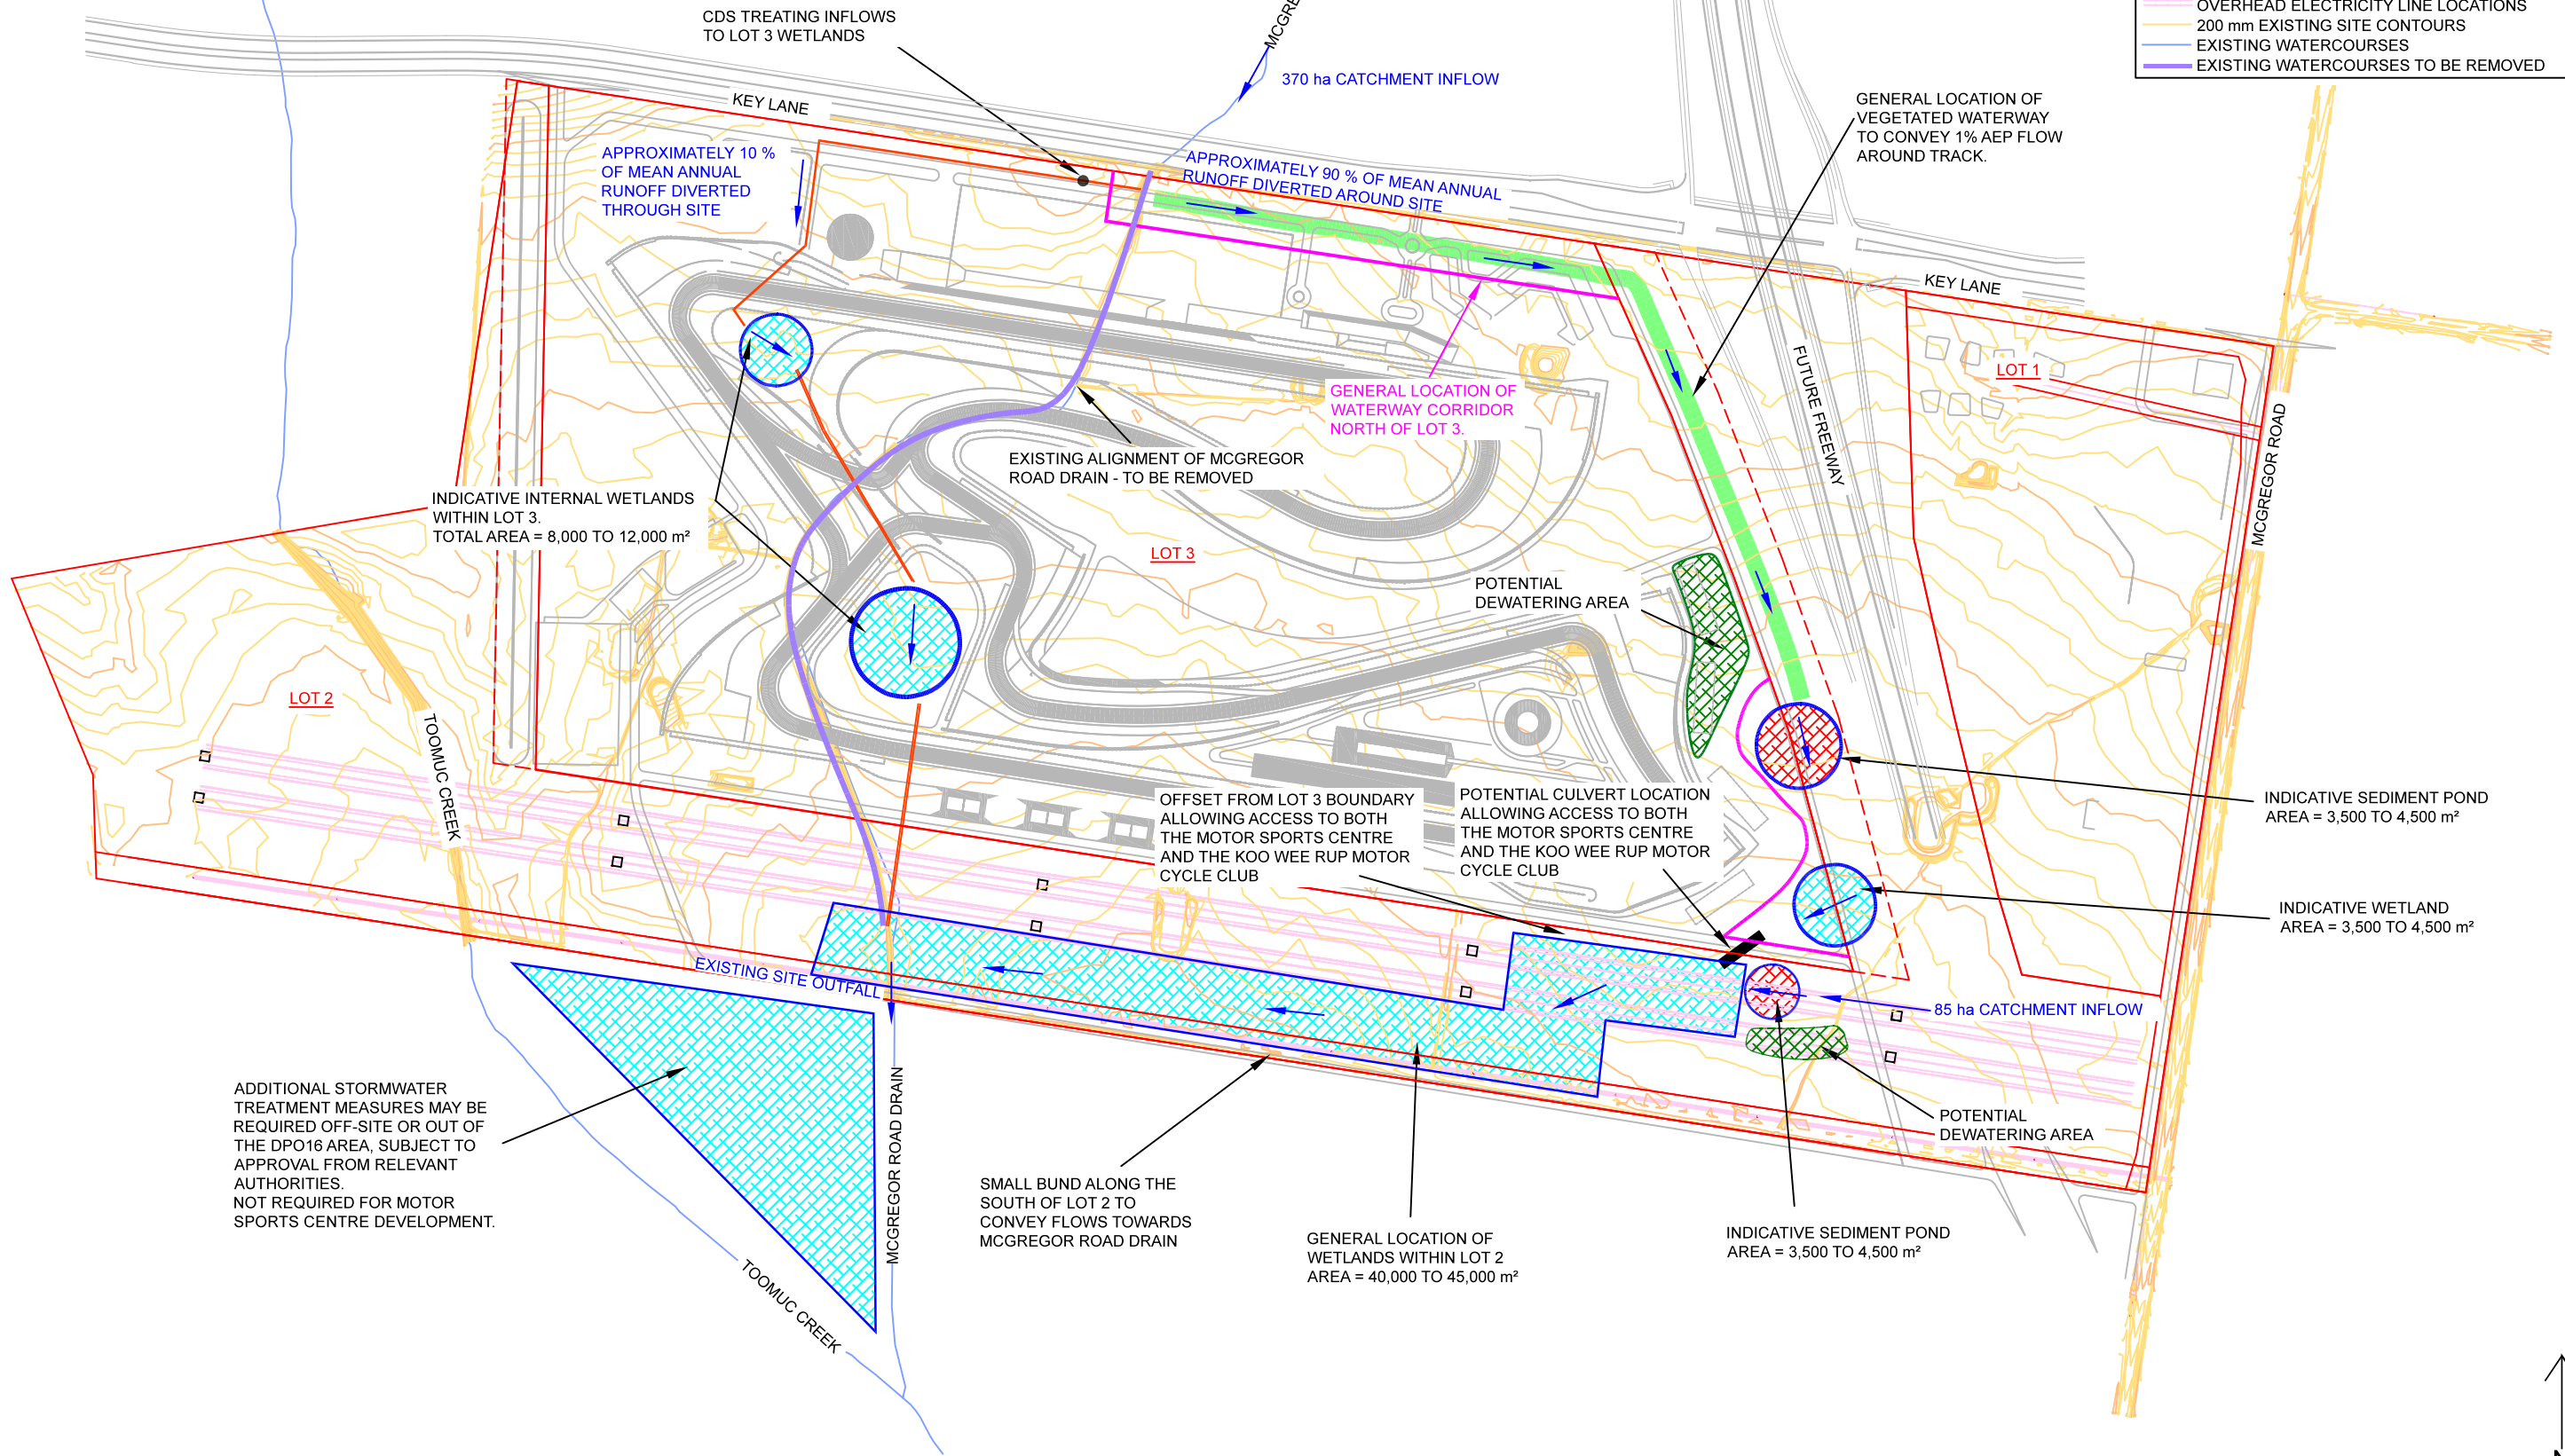 CDS TREATING INFLOWS
TO LOT 3 WETLANDS
OVERHEAD ELECTRICITY LINE LOCATIONS
200 mm EXISTING SITE CONTOURS
EXISTING WATERCOURSES
EXISTING WATERCOURSES TO BE REMOVED
370 ha CATCHMENT INFLOW
KEY LANE
GENERAL LOCATION OF
VEGETATED WATERWAY
TO CONVEY 1% AEP FLOW
AROUND TRACK.
APPROXIMATELY 10 %
OF MEAN ANNUAL
RUNOFF DIVERTED
THROUGH SITE
APPROXIMATELY 90 % OF MEAN ANNUAL
RUNOFF DIVERTED AROUND SITE
KEY LANE
FUTURE FREEWAY
LOT 1
MCGREGOR ROAD
GENERAL LOCATION OF
WATERWAY CORRIDOR
NORTH OF LOT 3.
EXISTING ALIGNMENT OF MCGREGOR
ROAD DRAIN - TO BE REMOVED
INDICATIVE INTERNAL WETLANDS
WITHIN LOT 3.
TOTAL AREA = 8,000 TO 12,000 m²
LOT 3
POTENTIAL
DEWATERING AREA
LOT 2
TOOMUC CREEK
OFFSET FROM LOT 3 BOUNDARY
ALLOWING ACCESS TO BOTH
THE MOTOR SPORTS CENTRE
AND THE KOO WEE RUP MOTOR
CYCLE CLUB
POTENTIAL CULVERT LOCATION
ALLOWING ACCESS TO BOTH
THE MOTOR SPORTS CENTRE
AND THE KOO WEE RUP MOTOR
CYCLE CLUB
INDICATIVE SEDIMENT POND
AREA = 3,500 TO 4,500 m²
INDICATIVE WETLAND
AREA = 3,500 TO 4,500 m²
EXISTING SITE OUTFALL
85 ha CATCHMENT INFLOW
ADDITIONAL STORMWATER
TREATMENT MEASURES MAY BE
REQUIRED OFF-SITE OR OUT OF
THE DPO16 AREA, SUBJECT TO
APPROVAL FROM RELEVANT
AUTHORITIES.
NOT REQUIRED FOR MOTOR
SPORTS CENTRE DEVELOPMENT.
MCGREGOR ROAD DRAIN
TOOMUC CREEK
SMALL BUND ALONG THE
SOUTH OF LOT 2 TO
CONVEY FLOWS TOWARDS
MCGREGOR ROAD DRAIN
GENERAL LOCATION OF
WETLANDS WITHIN LOT 2
AREA = 40,000 TO 45,000 m²
INDICATIVE SEDIMENT POND
AREA = 3,500 TO 4,500 m²
POTENTIAL
DEWATERING AREA